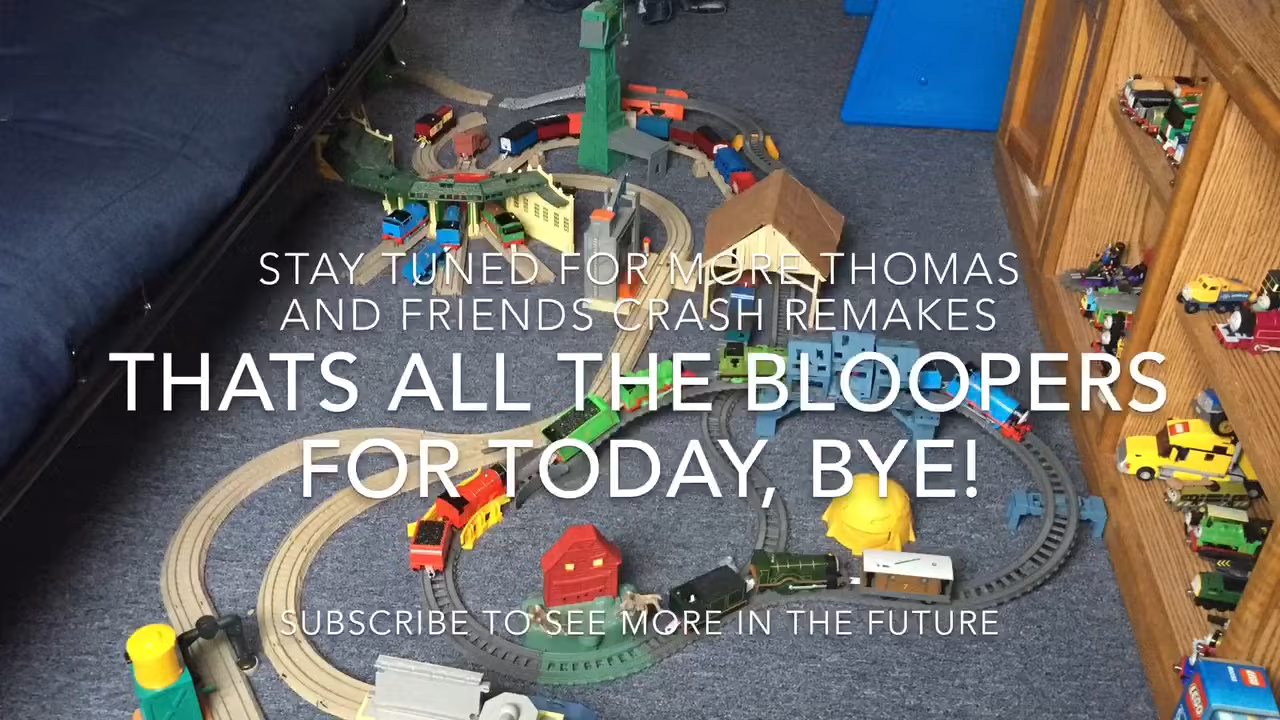 STAY TUNED FOR MORE THOMAS
AND FRIENDS CRASH REMAKES
THATS ALL THE BLOOPERS
FOR TODAY, BYE!
SUBSCRIBE TO SEE MORE IN THE FUTURE
LEGO